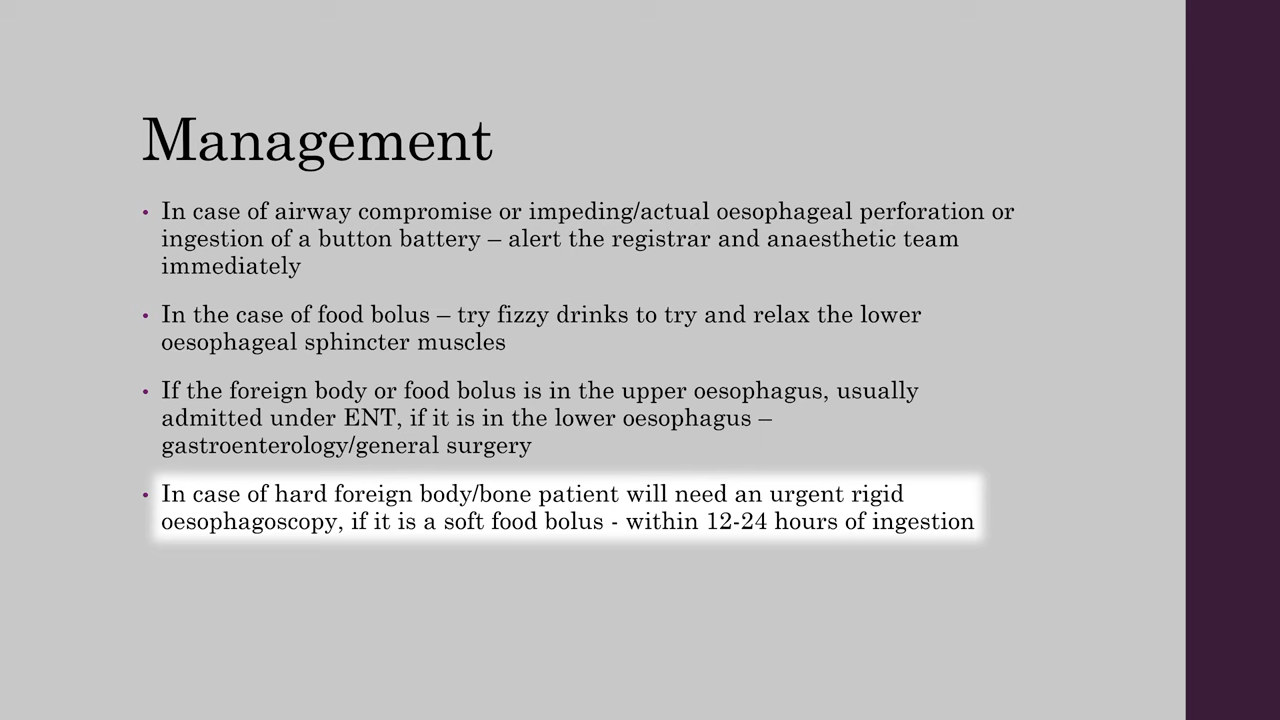 Management
• In case of airway compromise or impeding/actual oesophageal perforation or
ingestion of a button battery – alert the registrar and anaesthetic team
immediately
• In the case of food bolus – try fizzy drinks to try and relax the lower
oesophageal sphincter muscles
• If the foreign body or food bolus is in the upper oesophagus, usually
admitted under ENT, if it is in the lower oesophagus –
gastroenterology/general surgery
• In case of hard foreign body/bone patient will need an urgent rigid
oesophagoscopy, if it is a soft food bolus - within 12-24 hours of ingestion